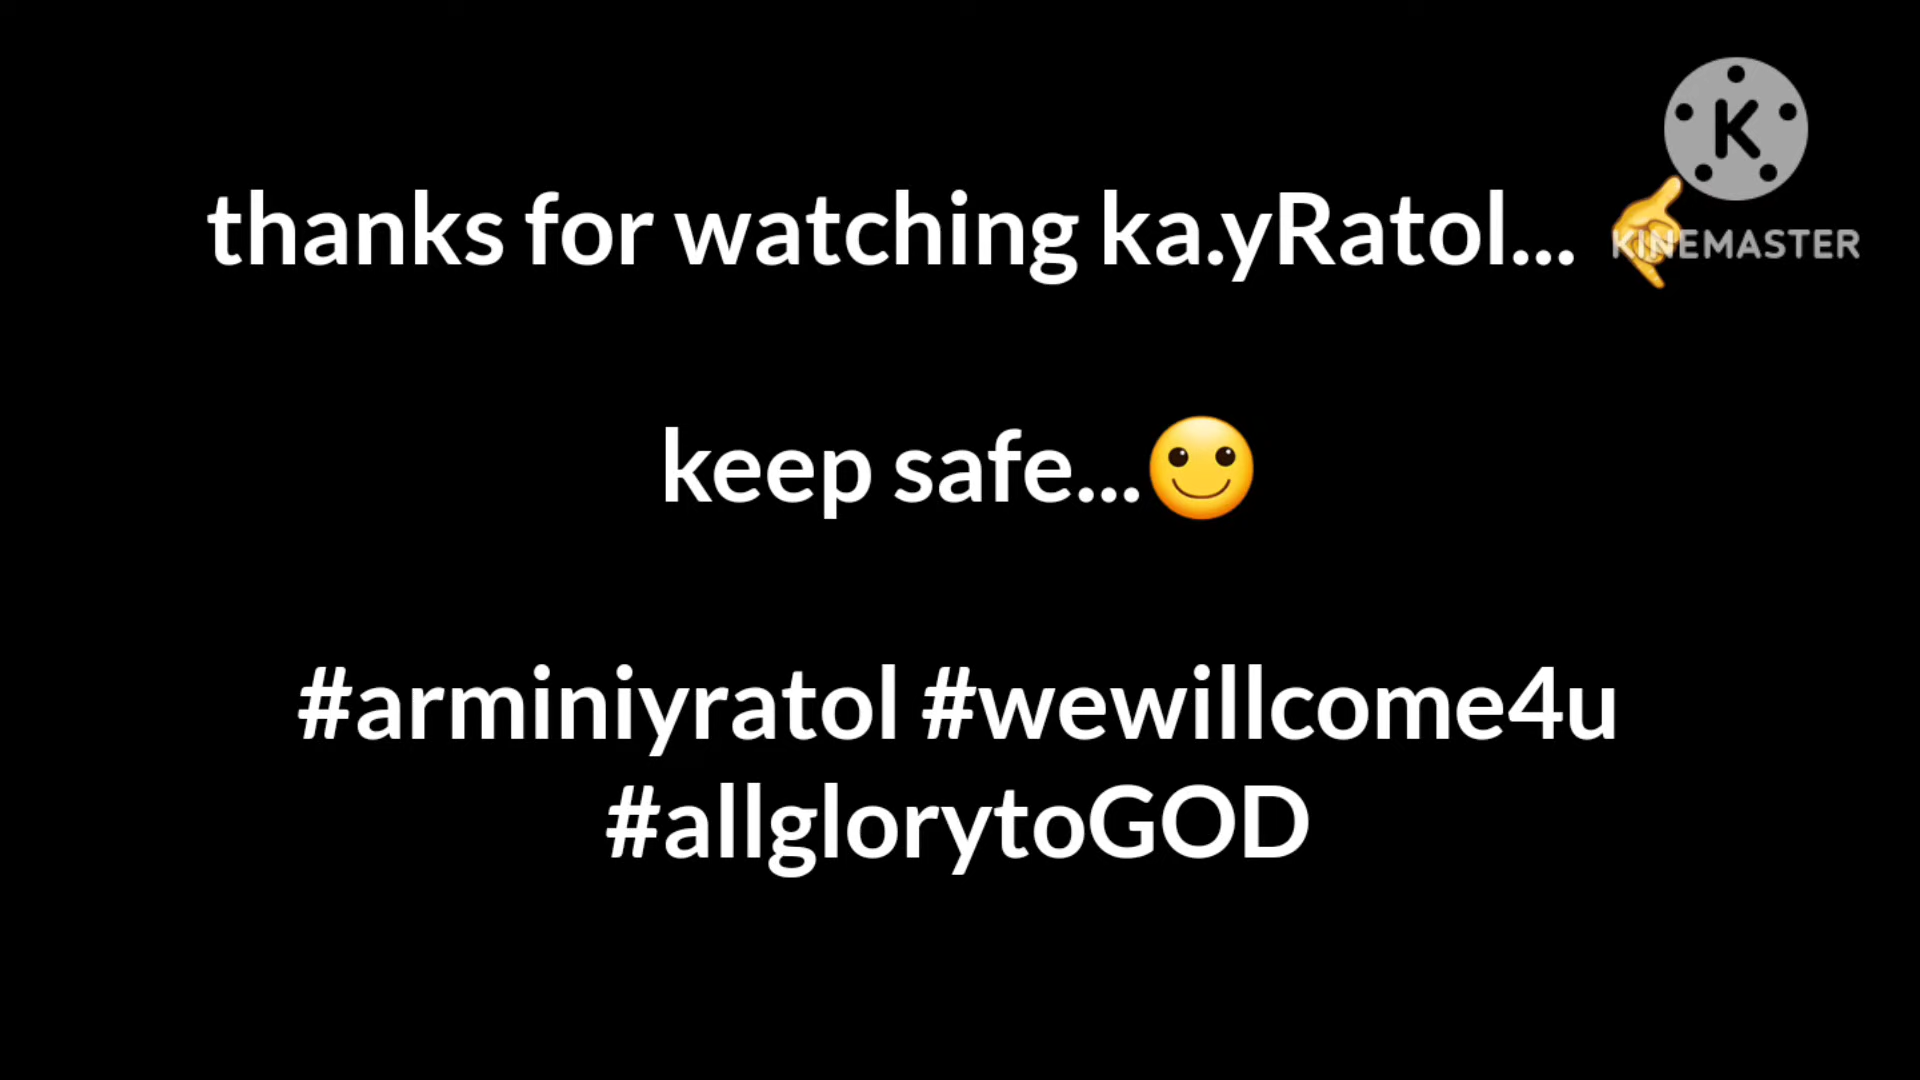 thanks for watching ka.yRatol... 🤙
KINEMASTER
keep safe...🙂
#arminiyratol #wewillcome4u
#allglorytoGOD